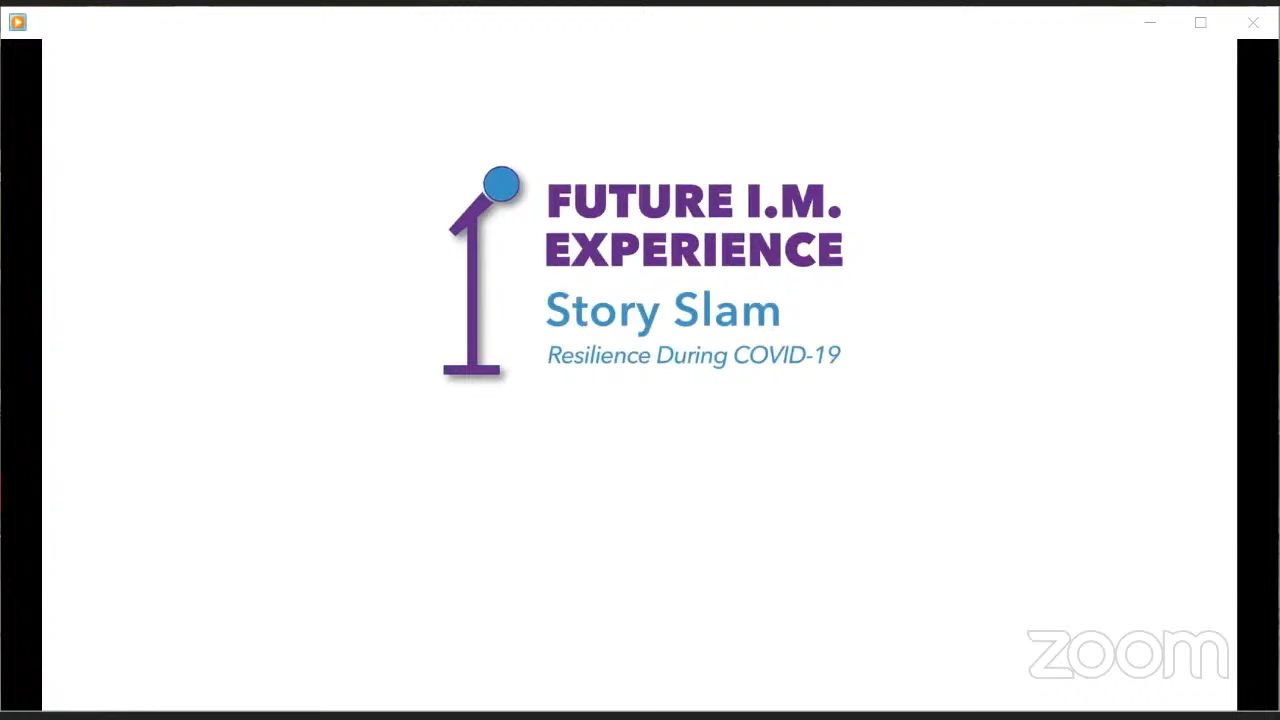 FUTURE I.M.
EXPERIENCE
Story Slam
Resilience During COVID-19
zoom